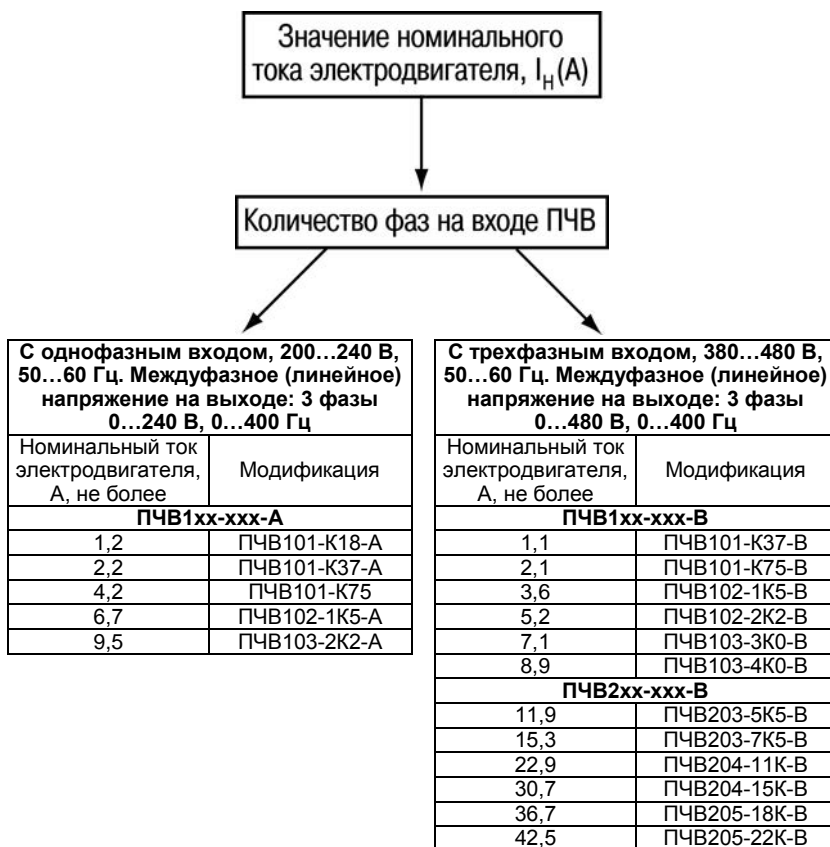 Значение номинального
тока электродвигателя, Iн(А)
Количество фаз на входе ПЧВ
С однофазным входом, 200…240 В,
50…60 Гц. Междуфазное (линейное)
напряжение на выходе: 3 фазы
0…240 В, 0…400 Гц
Номинальный ток
электродвигателя,
А, не более
Модификация
ПЧВ1хх-ххх-А
1,2 ПЧВ101-К18-А
2,2 ПЧВ101-К37-А
4,2 ПЧВ101-К75
6,7 ПЧВ102-1К5-А
9,5 ПЧВ103-2К2-А
С трехфазным входом, 380…480 В,
50…60 Гц. Междуфазное (линейное)
напряжение на выходе: 3 фазы
0…480 В, 0…400 Гц
Номинальный ток
электродвигателя,
А, не более
Модификация
ПЧВ1хх-ххх-В
1,1 ПЧВ101-К37-В
2,1 ПЧВ101-К75-В
3,6 ПЧВ102-1К5-В
5,2 ПЧВ102-2К2-В
7,1 ПЧВ103-3К0-В
8,9 ПЧВ103-4К0-В
ПЧВ2хх-ххх-В
11,9 ПЧВ203-5К5-В
15,3 ПЧВ203-7К5-В
22,9 ПЧВ204-11К-В
30,7 ПЧВ204-15К-В
36,7 ПЧВ205-18К-В
42,5 ПЧВ205-22К-В